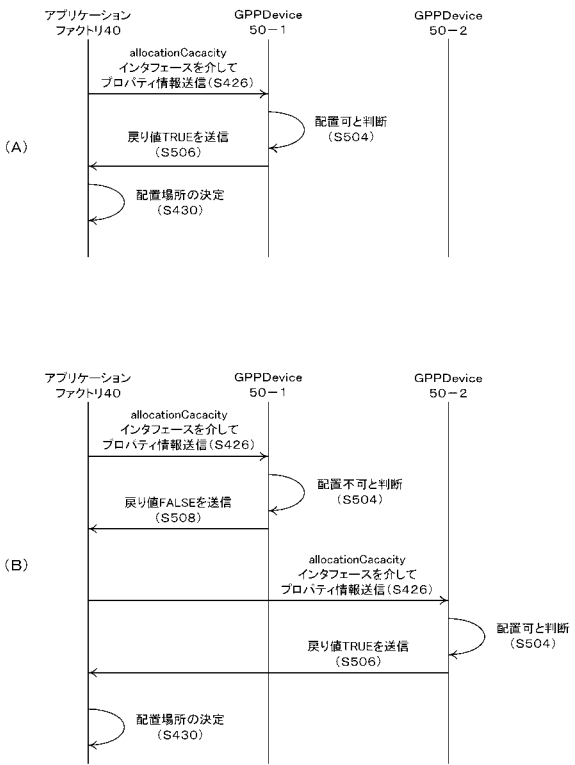 アプリケーション
ファクトリ40
GPPDevice
50-1
GPPDevice
50-2
(A)
allocationCacacity
インタフェースを介して
プロパティ情報送信(S426)
配置可と判断
(S504)
戻り値TRUEを送信
(S506)
配置場所の決定
(S430)
アプリケーション
ファクトリ40
GPPDevice
50-1
GPPDevice
50-2
(B)
allocationCacacity
インタフェースを介して
プロパティ情報送信(S426)
配置不可と判断
(S504)
戻り値FALSEを送信
(S508)
allocationCacacity
インタフェースを介して
プロパティ情報送信(S426)
配置可と判断
(S504)
戻り値TRUEを送信
(S506)
配置場所の決定
(S430)